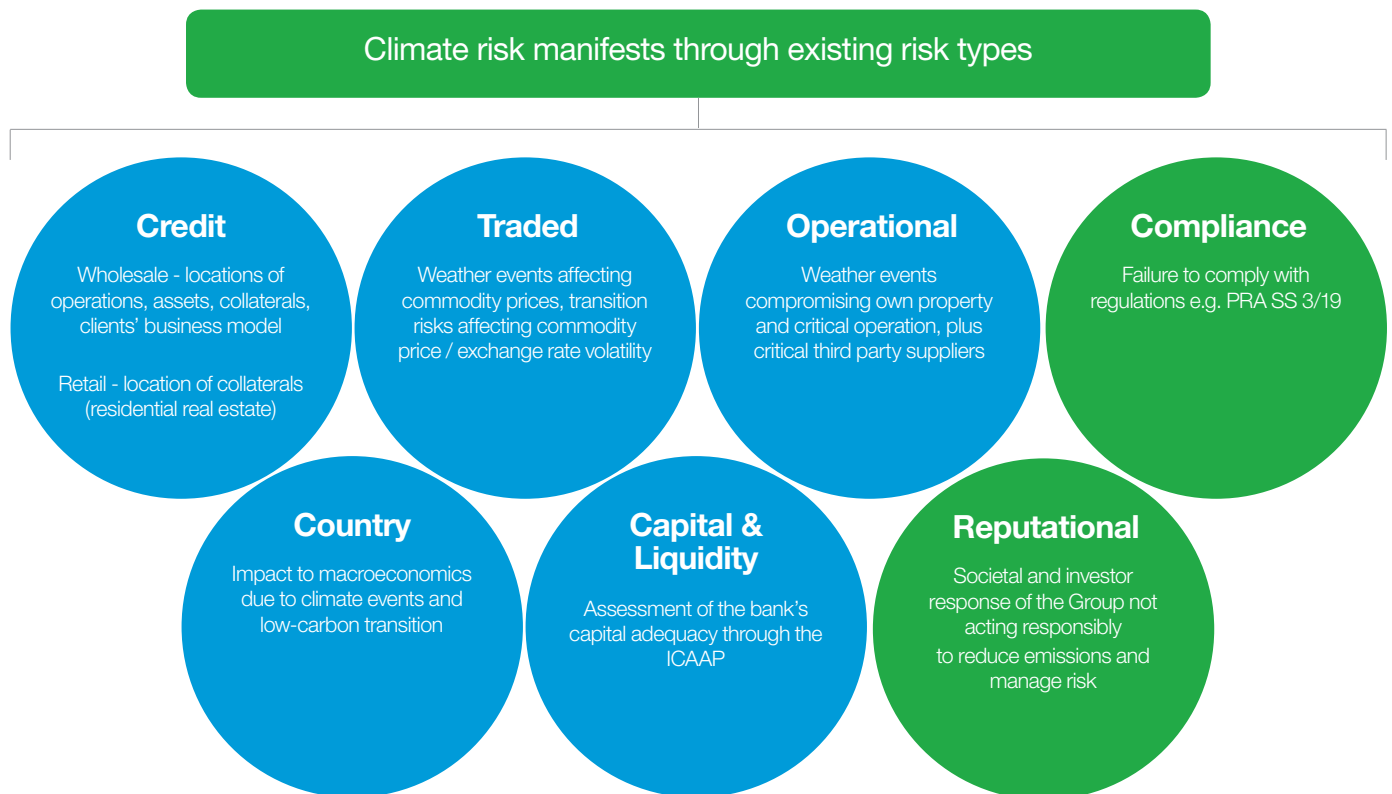 Climate risk manifests through existing risk types
Credit
Wholesale - locations of
operations, assets, collaterals,
clients’ business model
Retail - location of collaterals
(residential real estate)
Traded
Weather events affecting
commodity prices, transition
risks affecting commodity
price / exchange rate volatility
Operational
Weather events
compromising own property
and critical operation, plus
critical third party suppliers
Compliance
Failure to comply with
regulations e.g. PRA SS 3/19
Country
Impact to macroeconomics
due to climate events and
low-carbon transition
Capital &
Liquidity
Assessment of the bank’s
capital adequacy through the
ICAAP
Reputational
Societal and investor
response of the Group not
acting responsibly
to reduce emissions and
manage risk